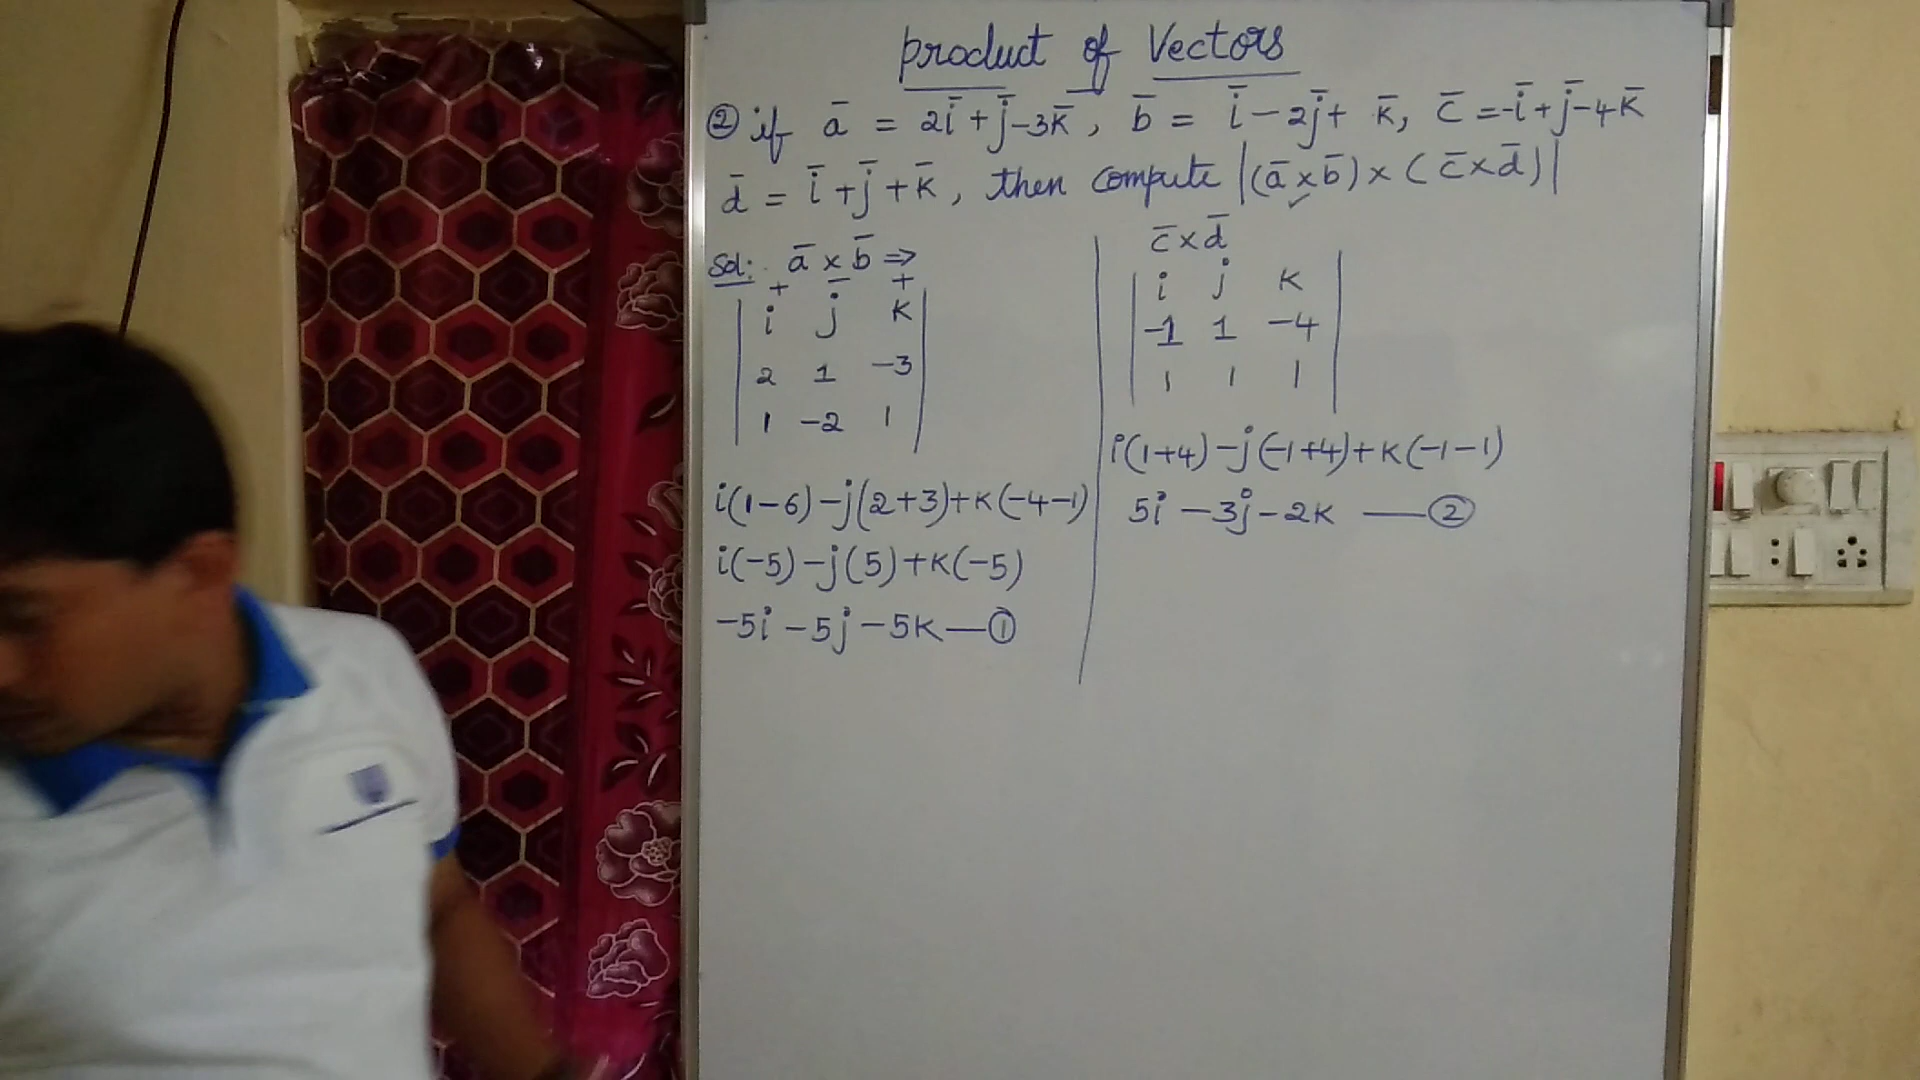 product of Vectors
② if a̅ = 2i̅ + j̅ - 3k̅ , b̅ = i̅ - 2j̅ + k̅, c̅ = -i̅ + j̅ - 4k̅
d̅ = i̅ + j̅ + k̅ , then compute |(a̅ x b̅) x (c̅ x d̅)|
Sol: a̅ x b̅ ⇒
+ - +
i j k
2 1 -3
1 -2 1
i(1-6) - j(2+3) + k(-4-1)
i(-5) - j(5) + k(-5)
-5i - 5j - 5k — ①
c̅ x d̅
i j k
-1 1 -4
1 1 1
i(1+4) - j(-1+4) + k(-1-1)
5i - 3j - 2k — ②